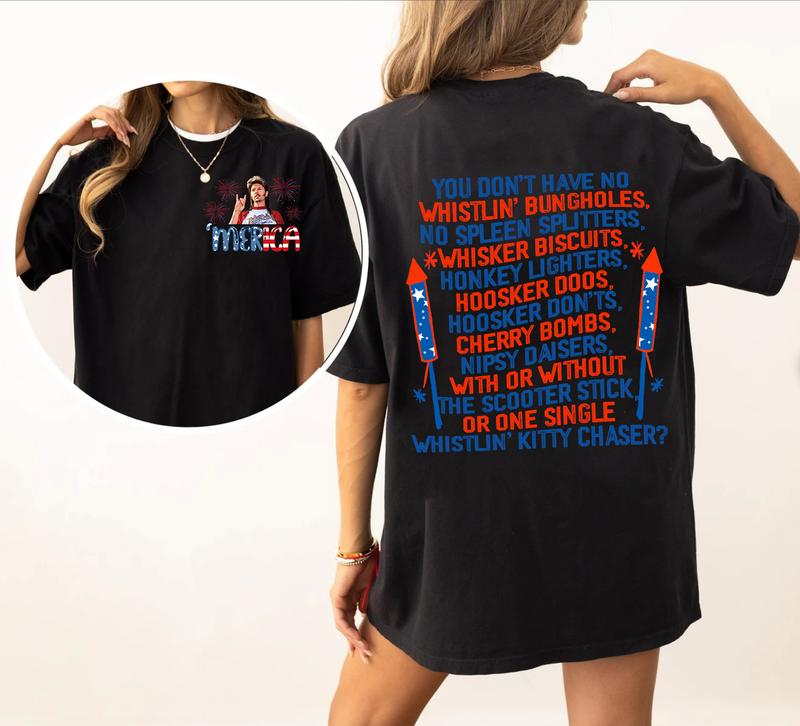 'MERICA
YOU DON'T HAVE NO
WHISTLIN' BUNGHOLES,
NO SPLEEN SPLITTERS,
WHISKER BISCUITS,
HONKEY LIGHTERS,
HOOSKER DOOS,
HOOSKER DON'TS,
CHERRY BOMBS,
NIPSY DAISERS,
WITH OR WITHOUT
THE SCOOTER STICK,
OR ONE SINGLE
WHISTLIN' KITTY CHASER?